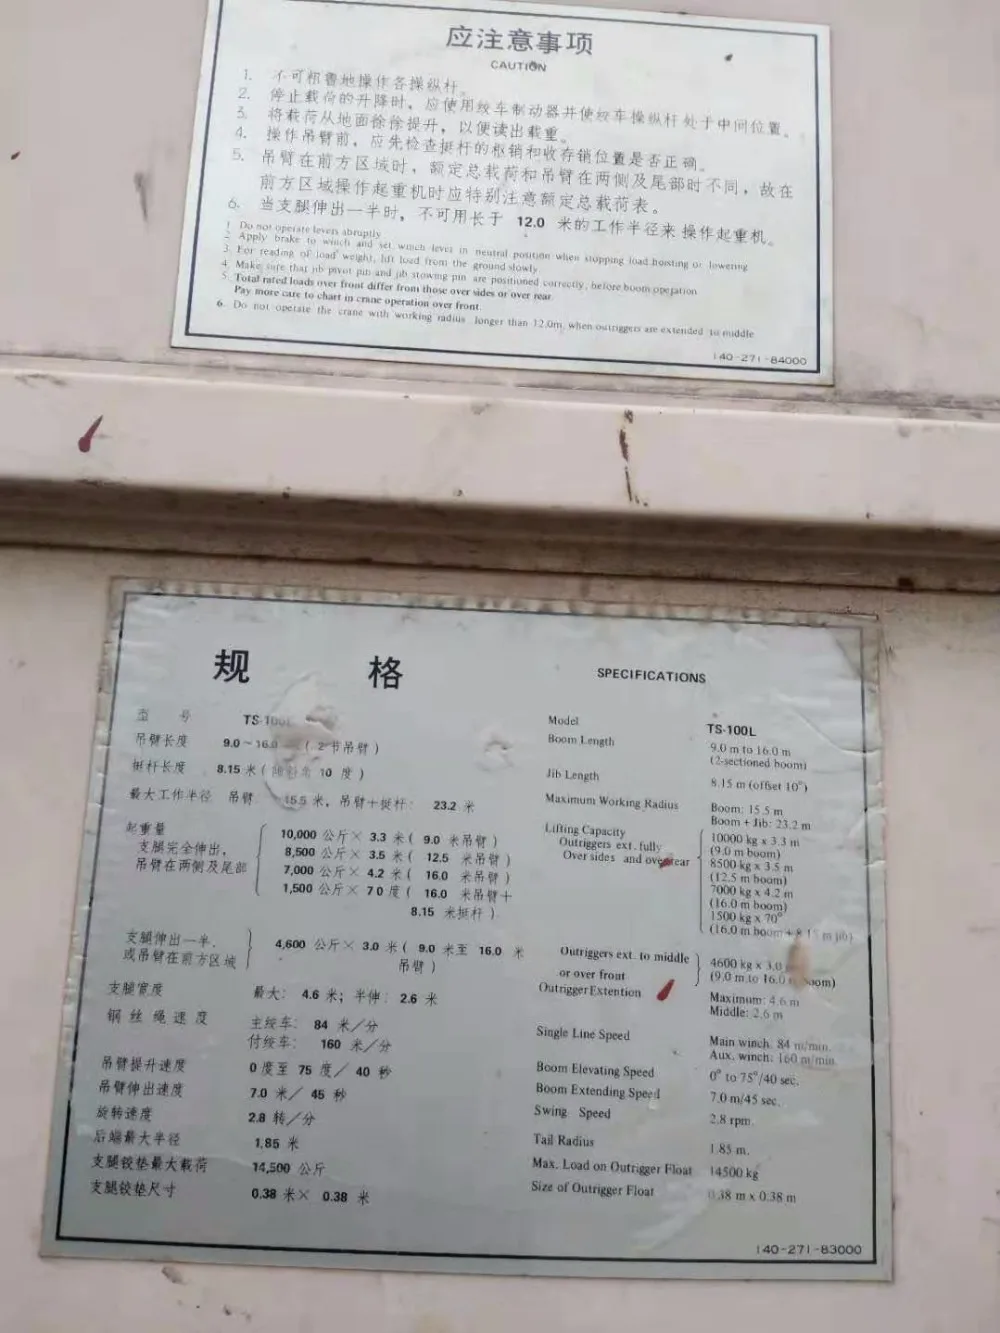 应注意事项
CAUTION
1. 不可粗鲁地操作各操纵杆。
2. 停止载荷的升降时，应使用绞车制动器并使绞车操纵杆处于中间位置。
3. 将载荷从地面徐徐提升，以便读出载重。
4. 操作吊臂前，应先检查挺杆的枢销和收存销位置是否正确。
5. 吊臂在前方区域时，额定总载荷和吊臂在两侧及尾部时不同，故在
前方区域操作起重机时应特别注意额定总载荷表。
6. 当支腿伸出一半时，不可用长于 12.0 米的工作半径来 操作起重机。
1. Do not operate levers abruptly
2. Apply brake to winch and set winch lever in neutral position when stopping load hoisting or lowering
3. For reading of load weight, lift load from the ground slowly
4. Make sure that jib pivot pin and jib stowing pin are positioned correctly, before boom operation
5. Total rated loads over front differ from those over sides or over rear.
Pay more care to chart in crane operation over front.
6. Do not operate the crane with working radius longer than 12.0m, when outriggers are extended to middle
140-271-84000
规 格
型 号 TS-100L
吊臂长度 9.0~16.0 (2节吊臂)
挺杆长度 8.15 米( 10 度)
最大工作半径 吊臂: 15.5 米, 吊臂+挺杆: 23.2 米
起重量
支腿完全伸出,
吊臂在两侧及尾部
10,000 公斤× 3.3 米( 9.0 米吊臂)
8,500 公斤× 3.5 米( 12.5 米吊臂)
7,000 公斤× 4.2 米( 16.0 米吊臂)
1,500 公斤× 70 度( 16.0 米吊臂+
8.15 米挺杆)
支腿伸出一半.
或吊臂在前方区域
4,600 公斤× 3.0 米( 9.0 米至 16.0 米
吊臂)
支腿宽度 最大: 4.6 米; 半伸: 2.6 米
钢丝绳速度 主绞车: 84 米/分
付绞车: 160 米/分
吊臂提升速度 0 度至 75 度/ 40 秒
吊臂伸出速度 7.0 米/ 45 秒
旋转速度 2.8 转/分
后端最大半径 1.85 米
支腿铰垫最大载荷 14,500 公斤
支腿铰垫尺寸 0.38 米× 0.38 米
SPECIFICATIONS
Model TS-100L
Boom Length 9.0 m to 16.0 m
(2-sectioned boom)
Jib Length 8.15 m (offset 10°)
Maximum Working Radius Boom: 15.5 m
Boom + Jib: 23.2 m
Lifting Capacity
Outriggers ext. fully
Over sides and over rear
10000 kg x 3.3 m
(9.0 m boom)
8500 kg x 3.5 m
(12.5 m boom)
7000 kg x 4.2 m
(16.0 m boom)
1500 kg x 70°
(16.0 m boom + 8.15 m jib)
Outriggers ext. to middle
or over front
4600 kg x 3.0
(9.0 m to 16.0 m boom)
Outrigger Extention Maximum: 4.6 m
Middle: 2.6 m
Single Line Speed Main winch. 84 m/min.
Aux. winch: 160 m/min.
Boom Elevating Speed 0° to 75°/40 sec.
Boom Extending Speed 7.0 m/45 sec.
Swing Speed 2.8 rpm.
Tail Radius 1.85 m.
Max. Load on Outrigger Float 14500 kg
Size of Outrigger Float 0.38 m x 0.38 m
140-271-83000